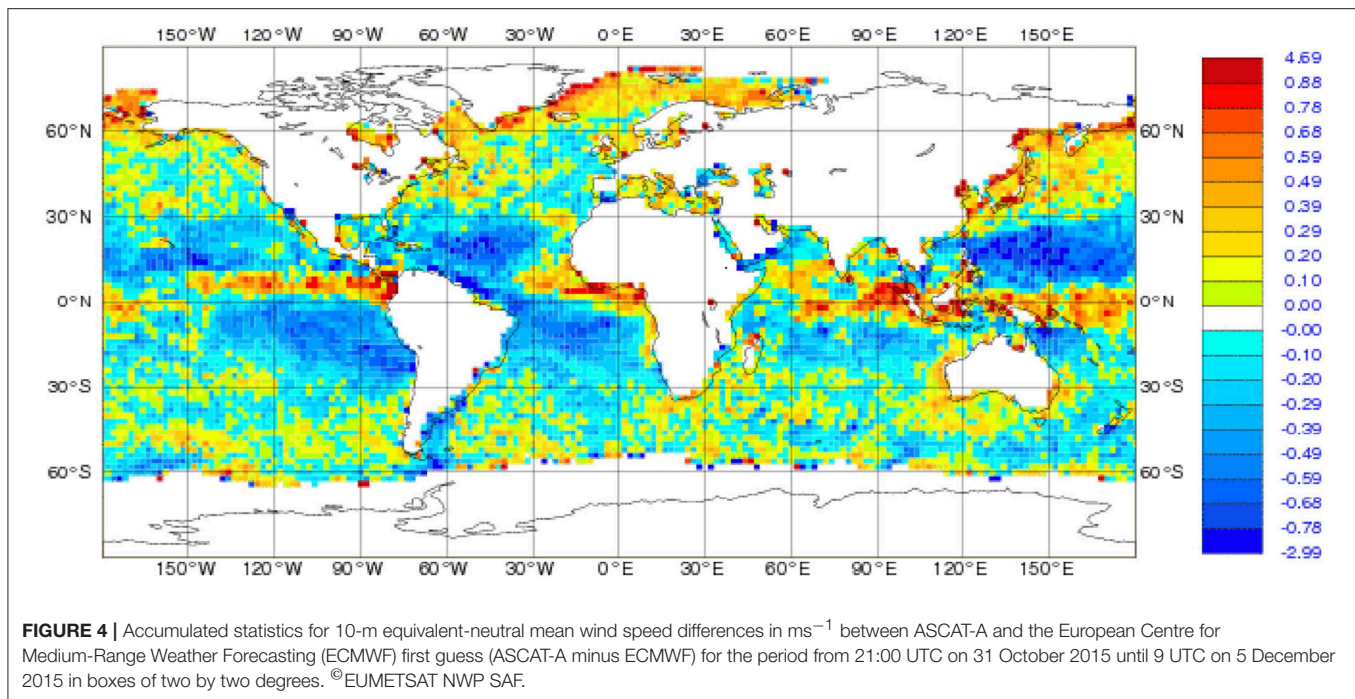 150°W 120°W 90°W 60°W 30°W 0°E 30°E 60°E 90°E 120°E 150°E
60°N 60°N
30°N 30°N
0°N 0°N
30°S 30°S
60°S 60°S
150°W 120°W 90°W 60°W 30°W 0°E 30°E 60°E 90°E 120°E 150°E
4.69
0.88
0.78
0.68
0.59
0.49
0.39
0.29
0.20
0.10
0.00
-0.00
-0.10
-0.20
-0.29
-0.39
-0.49
-0.59
-0.68
-0.78
-2.99
FIGURE 4 | Accumulated statistics for 10-m equivalent-neutral mean wind speed differences in ms⁻¹ between ASCAT-A and the European Centre for
Medium-Range Weather Forecasting (ECMWF) first guess (ASCAT-A minus ECMWF) for the period from 21:00 UTC on 31 October 2015 until 9 UTC on 5 December
2015 in boxes of two by two degrees. ©EUMETSAT NWP SAF.